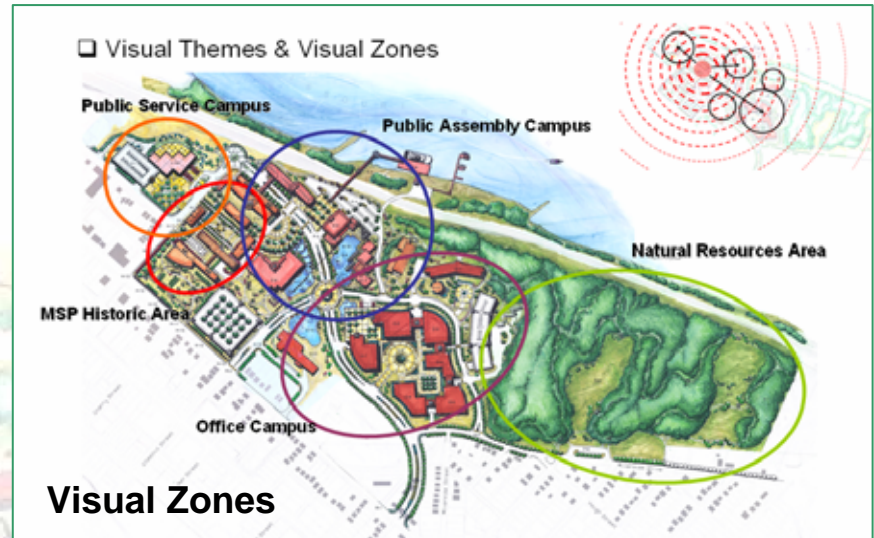 ❑ Visual Themes & Visual Zones
Public Service Campus
Public Assembly Campus
Natural Resources Area
MSP Historic Area
Office Campus
Visual Zones